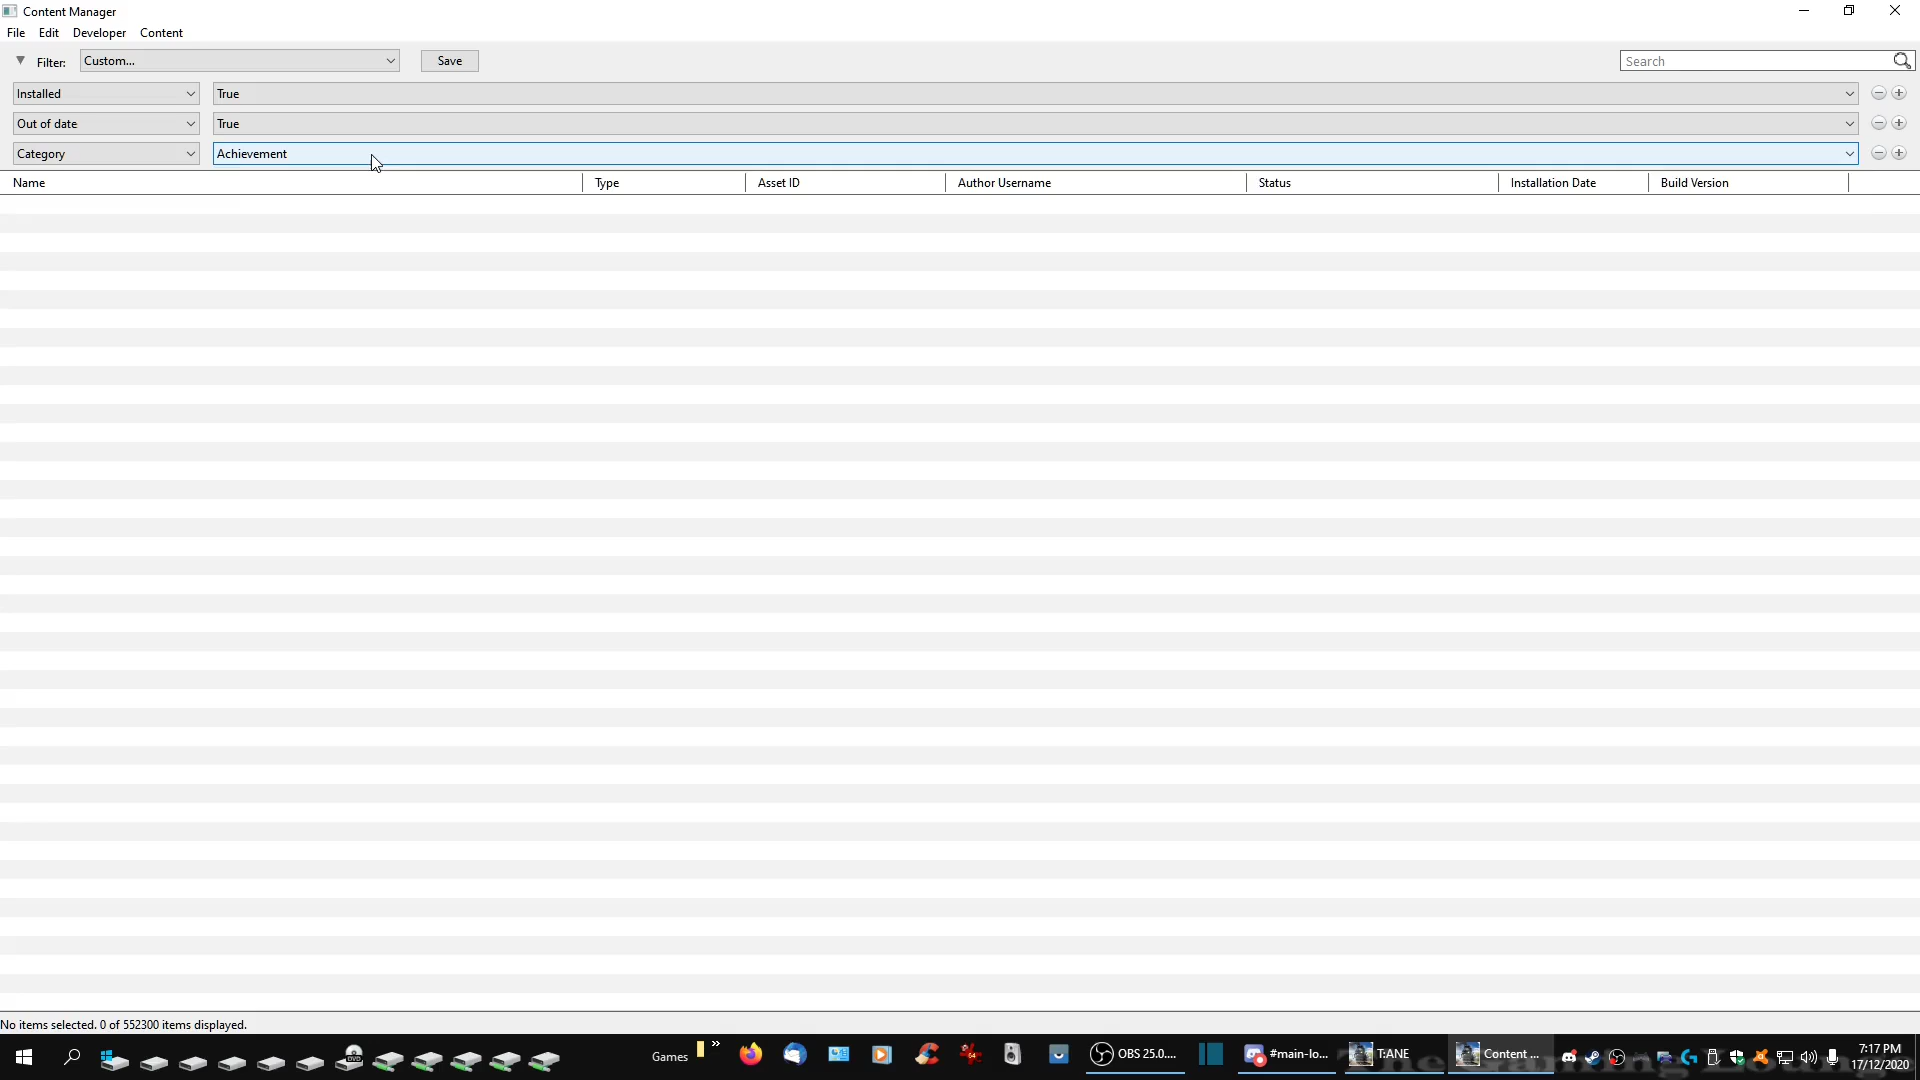 Content Manager
File Edit Developer Content
Filter: Custom... Save Search
Installed True
Out of date True
Category Achievement
Name Type Asset ID Author Username Status Installation Date Build Version
No items selected. 0 of 552300 items displayed.
Games » OBS 25.0.... #main-lo... T:ANE Content ... 7:17 PM
17/12/2020
The Gaming